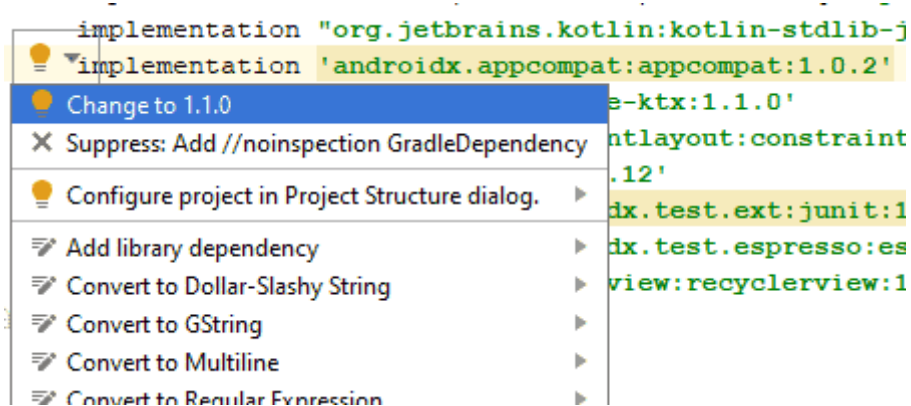 implementation "org.jetbrains.kotlin:kotlin-stdlib-j
implementation 'androidx.appcompat:appcompat:1.0.2'
Change to 1.1.0
e-ktx:1.1.0'
Suppress: Add //noinspection GradleDependency
ntlayout:constraint
.12'
Configure project in Project Structure dialog.
dx.test.ext:junit:1
Add library dependency
dx.test.espresso:es
Convert to Dollar-Slashy String
view:recyclerview:1
Convert to GString
Convert to Multiline
Convert to Regular Expression